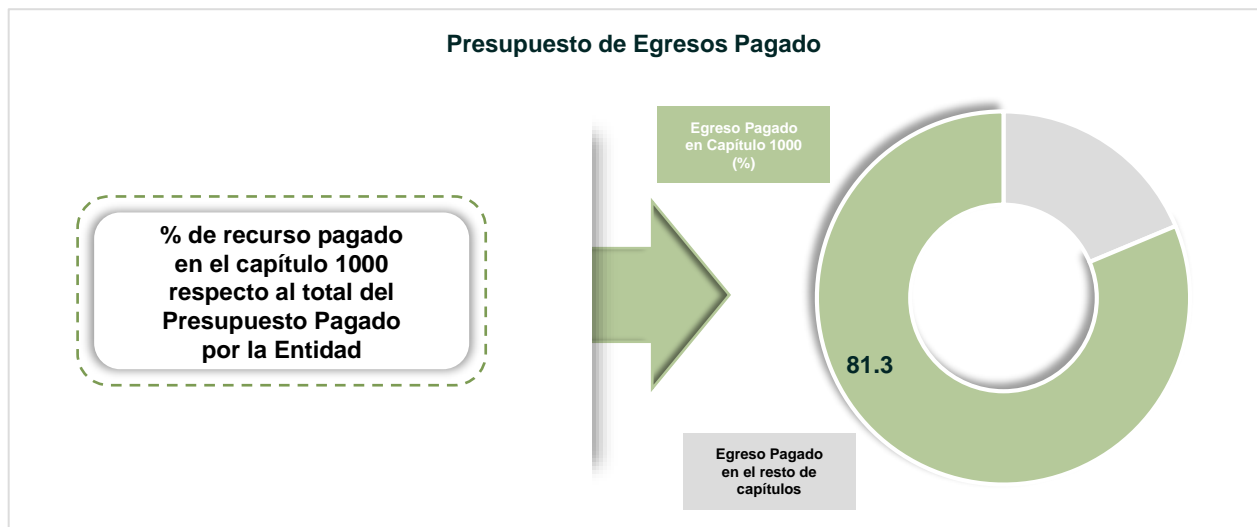 Presupuesto de Egresos Pagado
Egreso Pagado
en Capítulo 1000
(%)
% de recurso pagado
en el capítulo 1000
respecto al total del
Presupuesto Pagado
por la Entidad
81.3
Egreso Pagado
en el resto de
capítulos